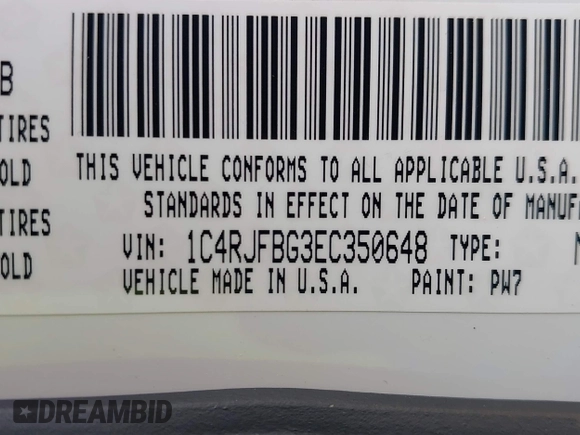 B
TIRES
OLD
TIRES
OLD
THIS VEHICLE CONFORMS TO ALL APPLICABLE U.S.A.
STANDARDS IN EFFECT ON THE DATE OF MANUFA
VIN: 1C4RJFBG3EC350648 TYPE:
VEHICLE MADE IN U.S.A. PAINT: PW7
DREAMBID